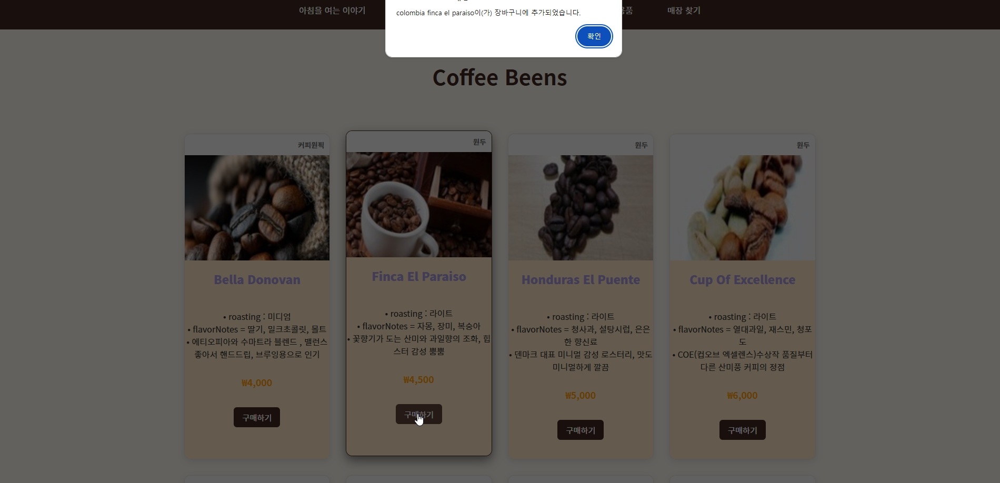 아침을 여는 이야기
용품
매장 찾기
colombia finca el paraiso이(가) 장바구니에 추가되었습니다.
확인
Coffee Beens
커피원픽
Bella Donovan
• roasting : 미디엄
• flavorNotes = 딸기, 밀크초콜릿, 몰트
• 에티오피아와 수마트라 블렌드 , 밸런스
좋아서 핸드드립, 브루잉용으로 인기
₩4,000
구매하기
원두
Finca El Paraiso
• roasting : 라이트
• flavorNotes = 자몽, 장미, 복숭아
• 꽃향기가 도는 산미와 과일향의 조화, 힙
스터 감성 뿜뿜
₩4,500
구매하기
원두
Honduras El Puente
• roasting : 라이트
• flavorNotes = 청사과, 설탕시럽, 은은
한 향신료
• 덴마크 대표 미니멀 감성 로스터리, 맛도
미니멀하게 깔끔
₩5,000
구매하기
원두
Cup Of Excellence
• roasting : 라이트
• flavorNotes = 열대과일, 재스민, 청포
도
• COE(컵오브 엑셀렌스)수상작 품질부터
다른 산미풍 커피의 정점
₩6,000
구매하기